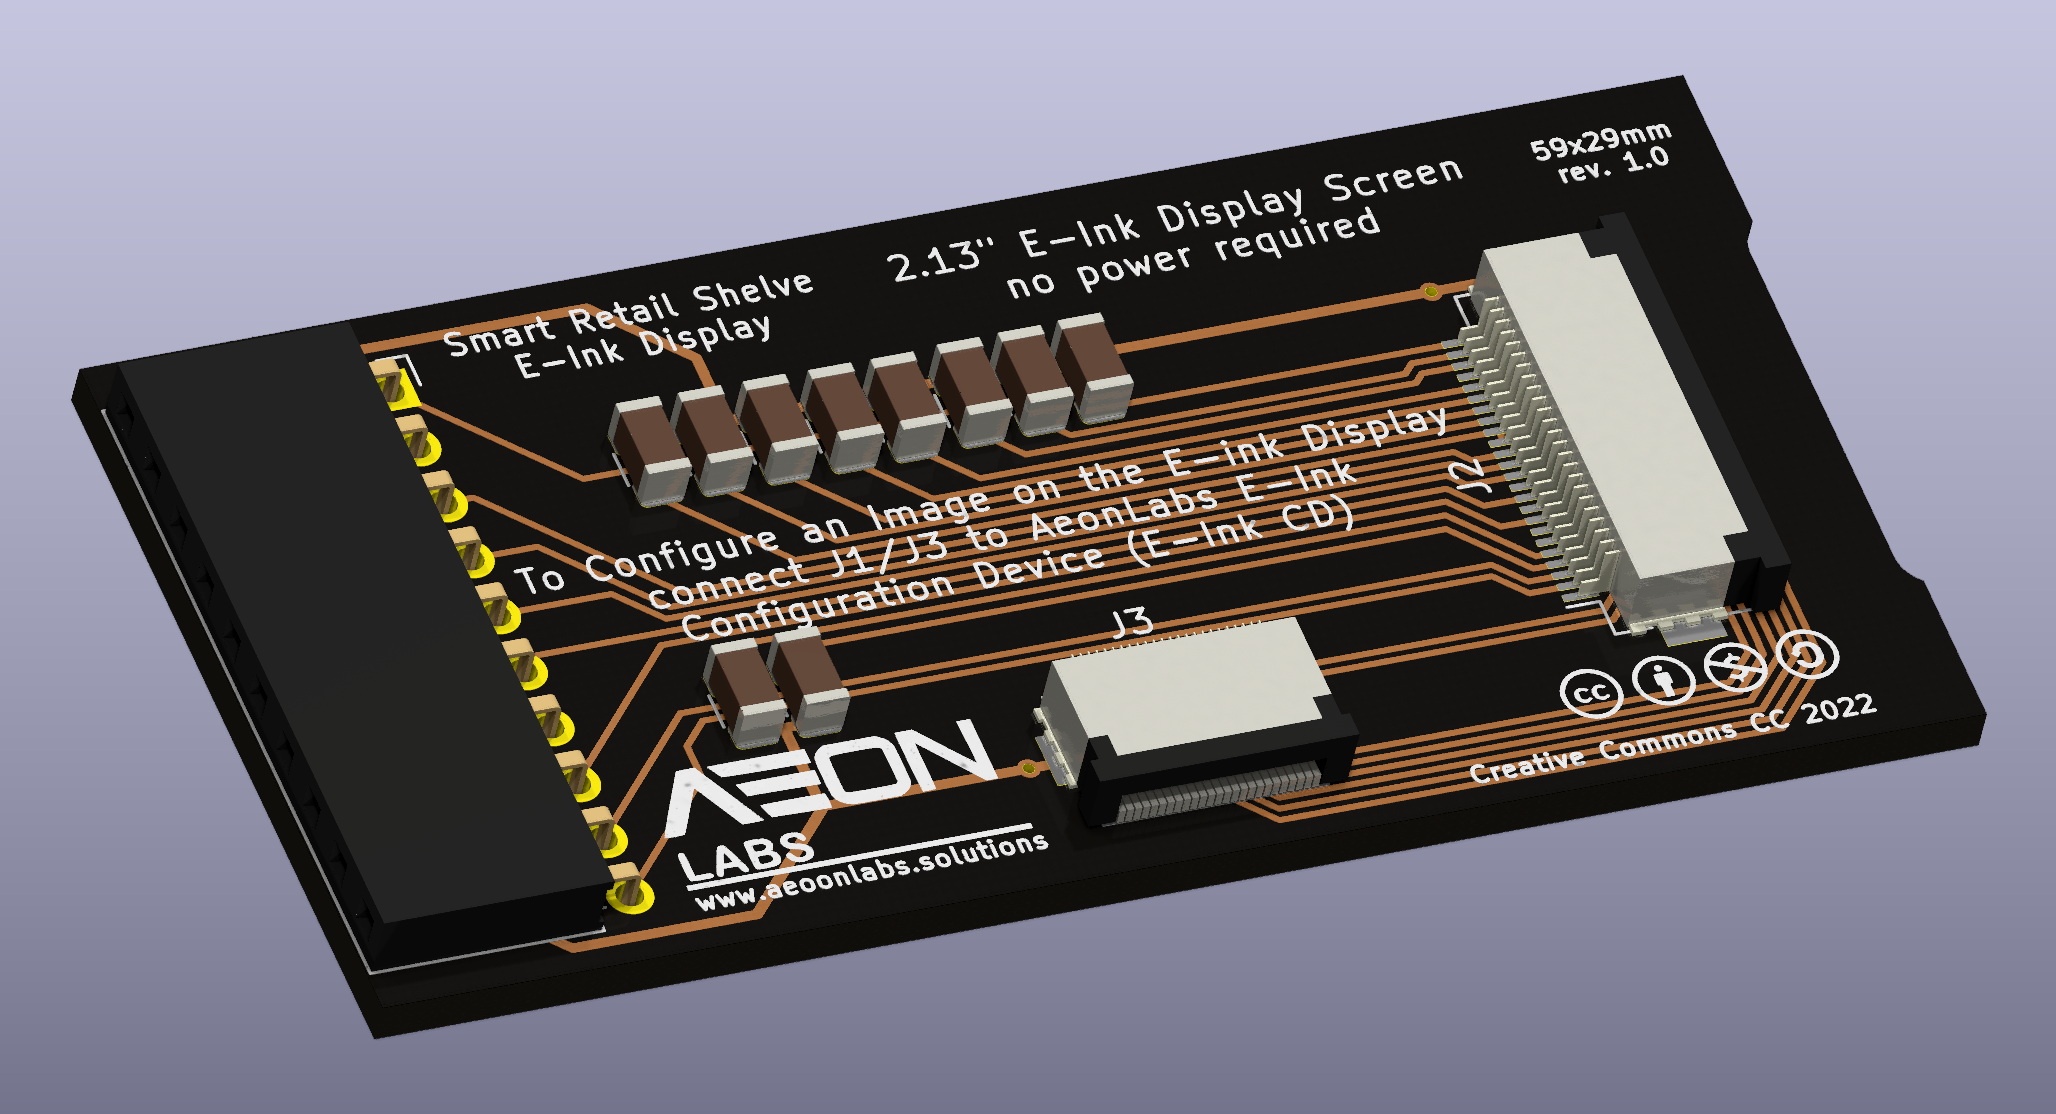 59x29mm
rev. 1.0
2.13" E-Ink Display Screen
no power required
Smart Retail Shelve
E-Ink Display
To Configure an Image on the E-ink Display
connect J1/J3 to AeonLabs E-Ink
Configuration Device (E-Ink CD)
J2
J3
cc
$
Creative Commons CC 2022
AEON
LABS
www.aeoonlabs.solutions